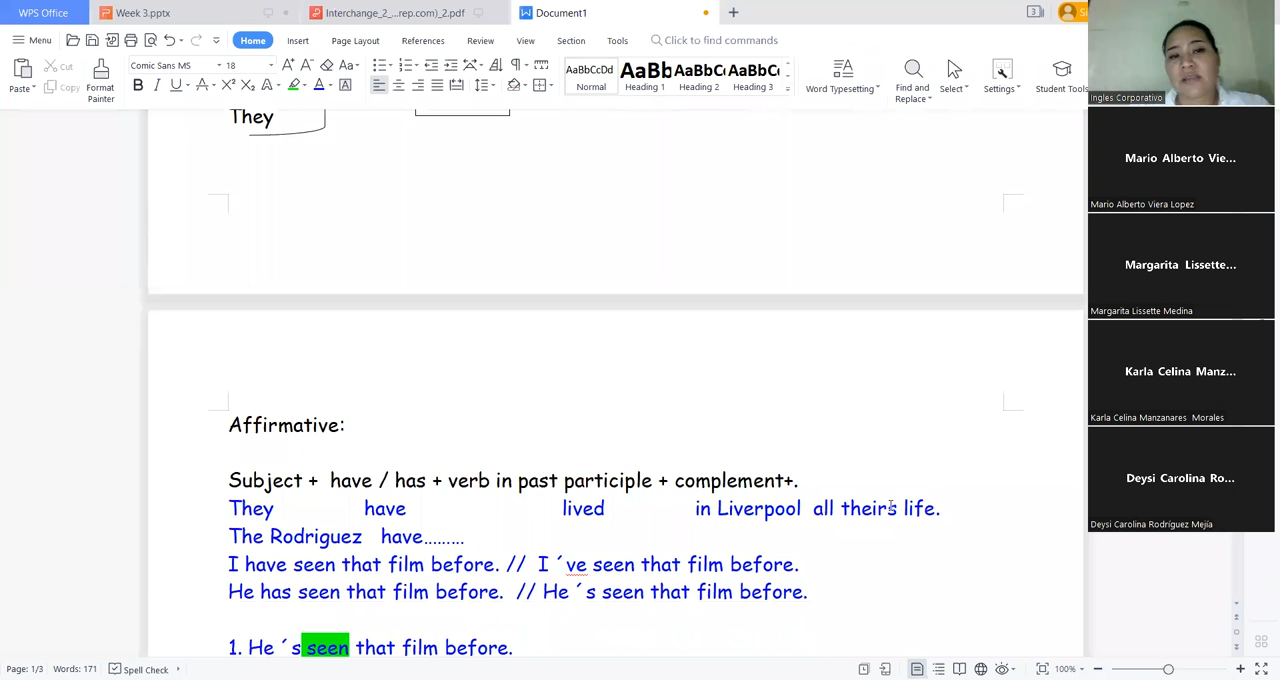 WPS Office
Week 3.pptx
Interchange_2_...rep.com)_2.pdf
Document1
3
Menu
Home
Insert
Page Layout
References
Review
View
Section
Tools
Click to find commands
Paste
Cut
Copy
Format
Painter
Comic Sans MS
18
AaBbCcDd
Normal
AaBb
Heading 1
AaBbC
Heading 2
AaBbC
Heading 3
Word Typesetting
Find and
Replace
Select
Settings
Student Tools
They
Affirmative:
Subject + have / has + verb in past participle + complement+.
They have lived in Liverpool all theirs life.
The Rodriguez have.........
I have seen that film before. // I ´ve seen that film before.
He has seen that film before. // He ´s seen that film before.
1. He ´s seen that film before.
Page: 1/3
Words: 171
Spell Check
100%
Ingles Corporativo
Mario Alberto Vie...
Mario Alberto Viera Lopez
Margarita Lissette...
Margarita Lissette Medina
Karla Celina Manz...
Karla Celina Manzanares Morales
Deysi Carolina Ro...
Deysi Carolina Rodríguez Mejía